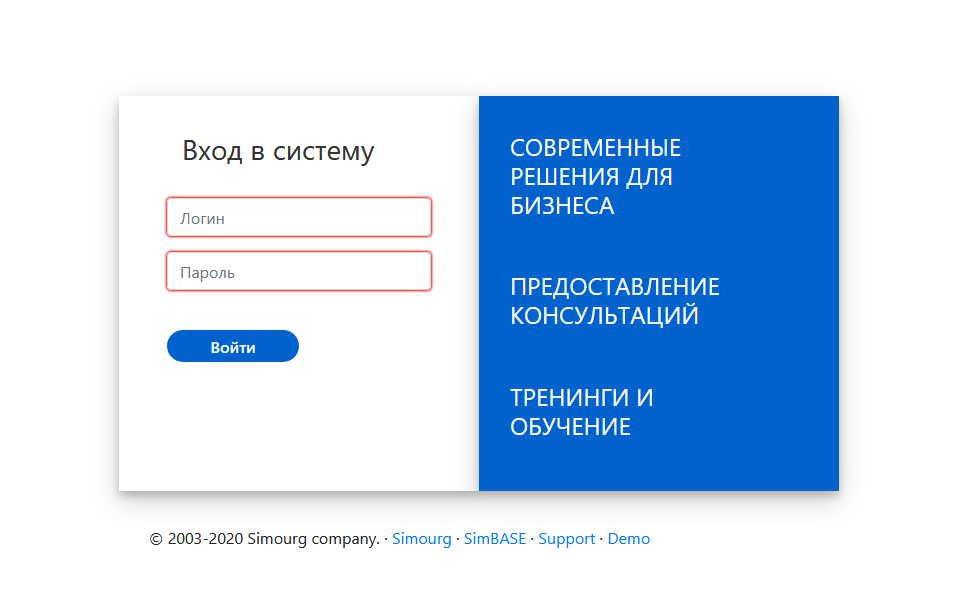 Вход в систему
Логин
Пароль
Войти
СОВРЕМЕННЫЕ
РЕШЕНИЯ ДЛЯ
БИЗНЕСА
ПРЕДОСТАВЛЕНИЕ
КОНСУЛЬТАЦИЙ
ТРЕНИНГИ И
ОБУЧЕНИЕ
© 2003-2020 Simourg company. · Simourg · SimBASE · Support · Demo